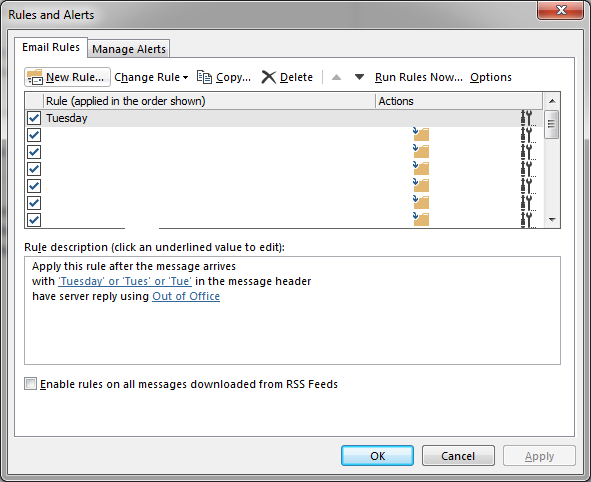 Rules and Alerts
Email Rules Manage Alerts
New Rule... Change Rule Copy... Delete Run Rules Now... Options
Rule (applied in the order shown) Actions
Tuesday
Rule description (click an underlined value to edit):
Apply this rule after the message arrives
with 'Tuesday' or 'Tues' or 'Tue' in the message header
have server reply using Out of Office
Enable rules on all messages downloaded from RSS Feeds
OK Cancel Apply